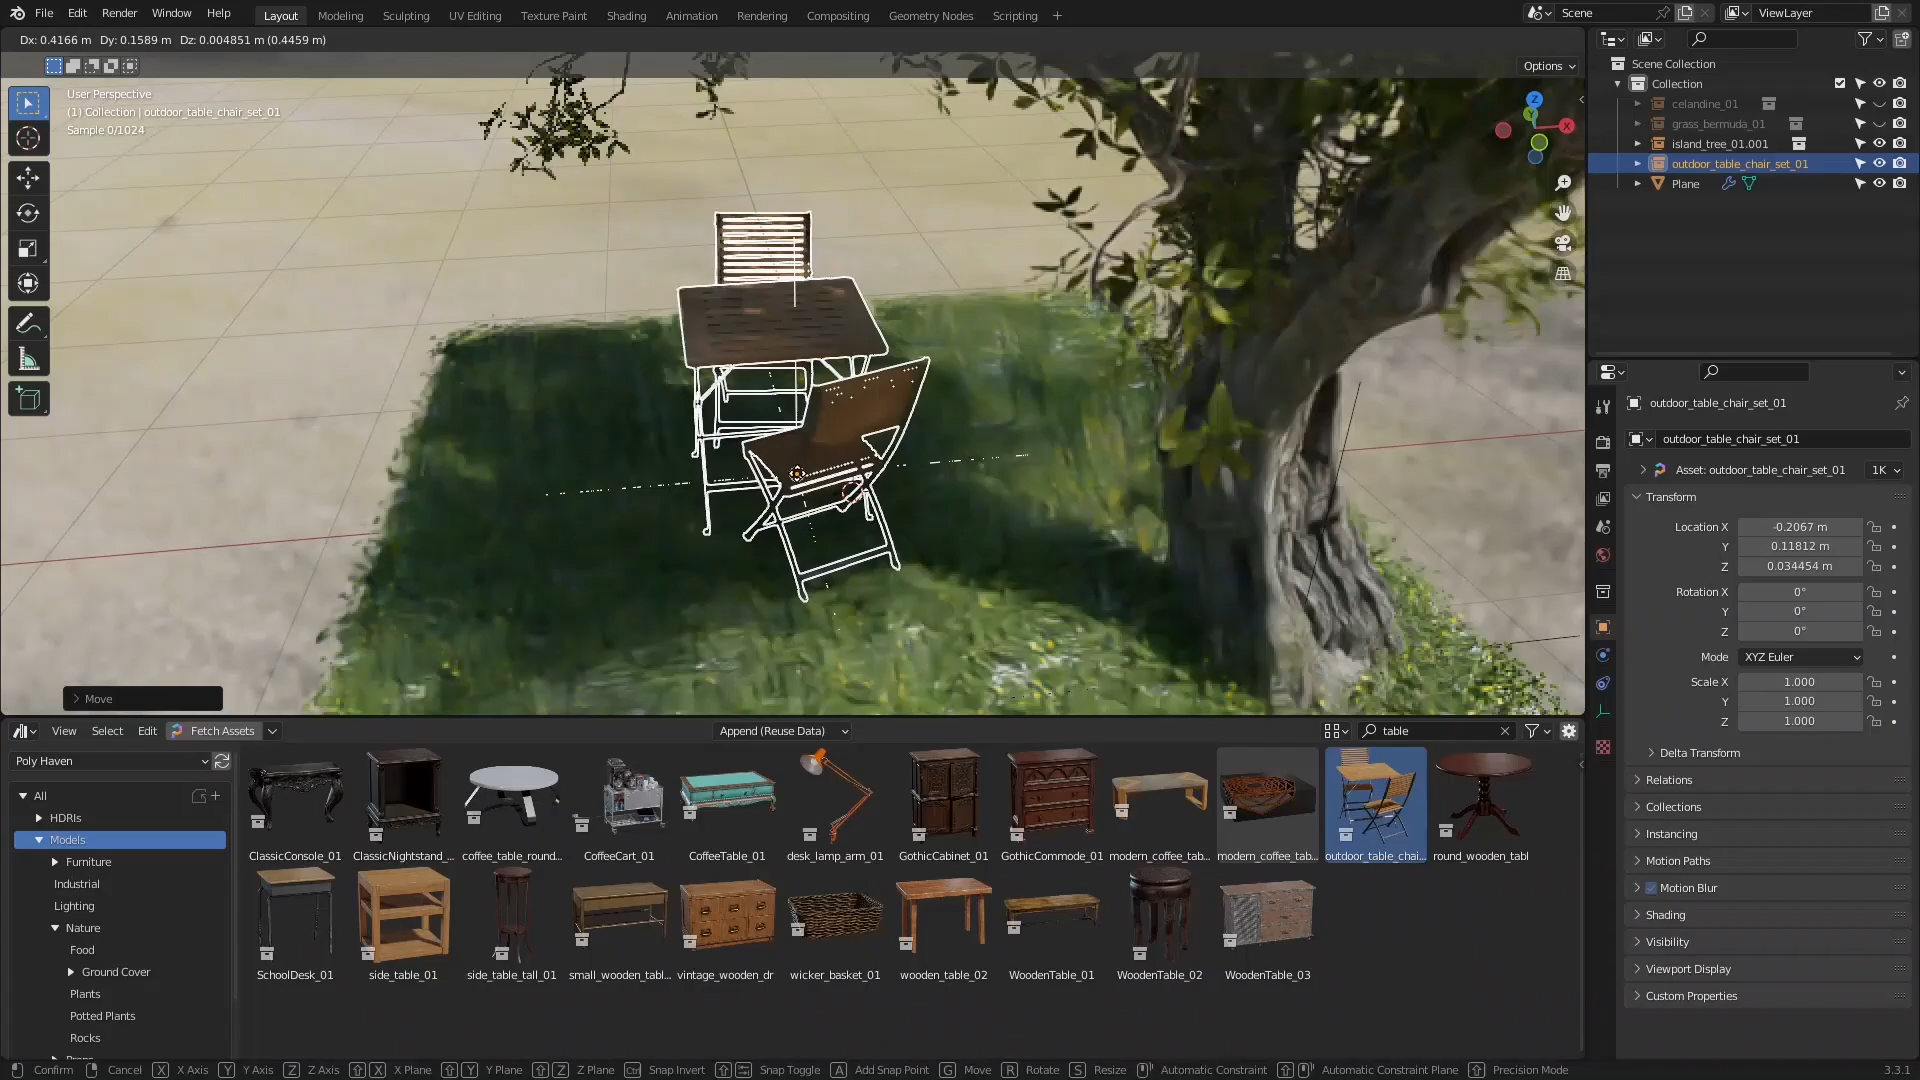 File Edit Render Window Help Layout Modeling Sculpting UV Editing Texture Paint Shading Animation Rendering Compositing Geometry Nodes Scripting + Scene ViewLayer
Dx: 0.4166 m Dy: 0.1589 m Dz: 0.004851 m (0.4459 m)
Options
User Perspective
(1) Collection | outdoor_table_chair_set_01
Sample 0/1024
Z
Y
X
Move
Scene Collection
Collection
celandine_01
grass_bermuda_01
island_tree_01.001
outdoor_table_chair_set_01
Plane
outdoor_table_chair_set_01
outdoor_table_chair_set_01
Asset: outdoor_table_chair_set_01 1K
Transform
Location X -0.2067 m
Y 0.11812 m
Z 0.034454 m
Rotation X 0°
Y 0°
Z 0°
Mode XYZ Euler
Scale X 1.000
Y 1.000
Z 1.000
Delta Transform
Relations
Collections
Instancing
Motion Paths
Motion Blur
Shading
Visibility
Viewport Display
Custom Properties
View Select Edit Fetch Assets Append (Reuse Data) table
Poly Haven
All
HDRIs
Models
Furniture
Industrial
Lighting
Nature
Food
Ground Cover
Plants
Potted Plants
Rocks
ClassicConsole_01 ClassicNightstand_... coffee_table_round... CoffeeCart_01 CoffeeTable_01 desk_lamp_arm_01 GothicCabinet_01 GothicCommode_01 modern_coffee_tab... modern_coffee_tab... outdoor_table_chai... round_wooden_tabl
SchoolDesk_01 side_table_01 side_table_tall_01 small_wooden_tabl... vintage_wooden_dr wicker_basket_01 wooden_table_02 WoodenTable_01 WoodenTable_02 WoodenTable_03
Confirm Cancel X X Axis Y Y Axis Z Z Axis X X Plane Y Y Plane Z Z Plane Ctrl Snap Invert Snap Toggle A Add Snap Point G Move R Rotate S Resize Automatic Constraint Automatic Constraint Plane Precision Mode 3.3.1